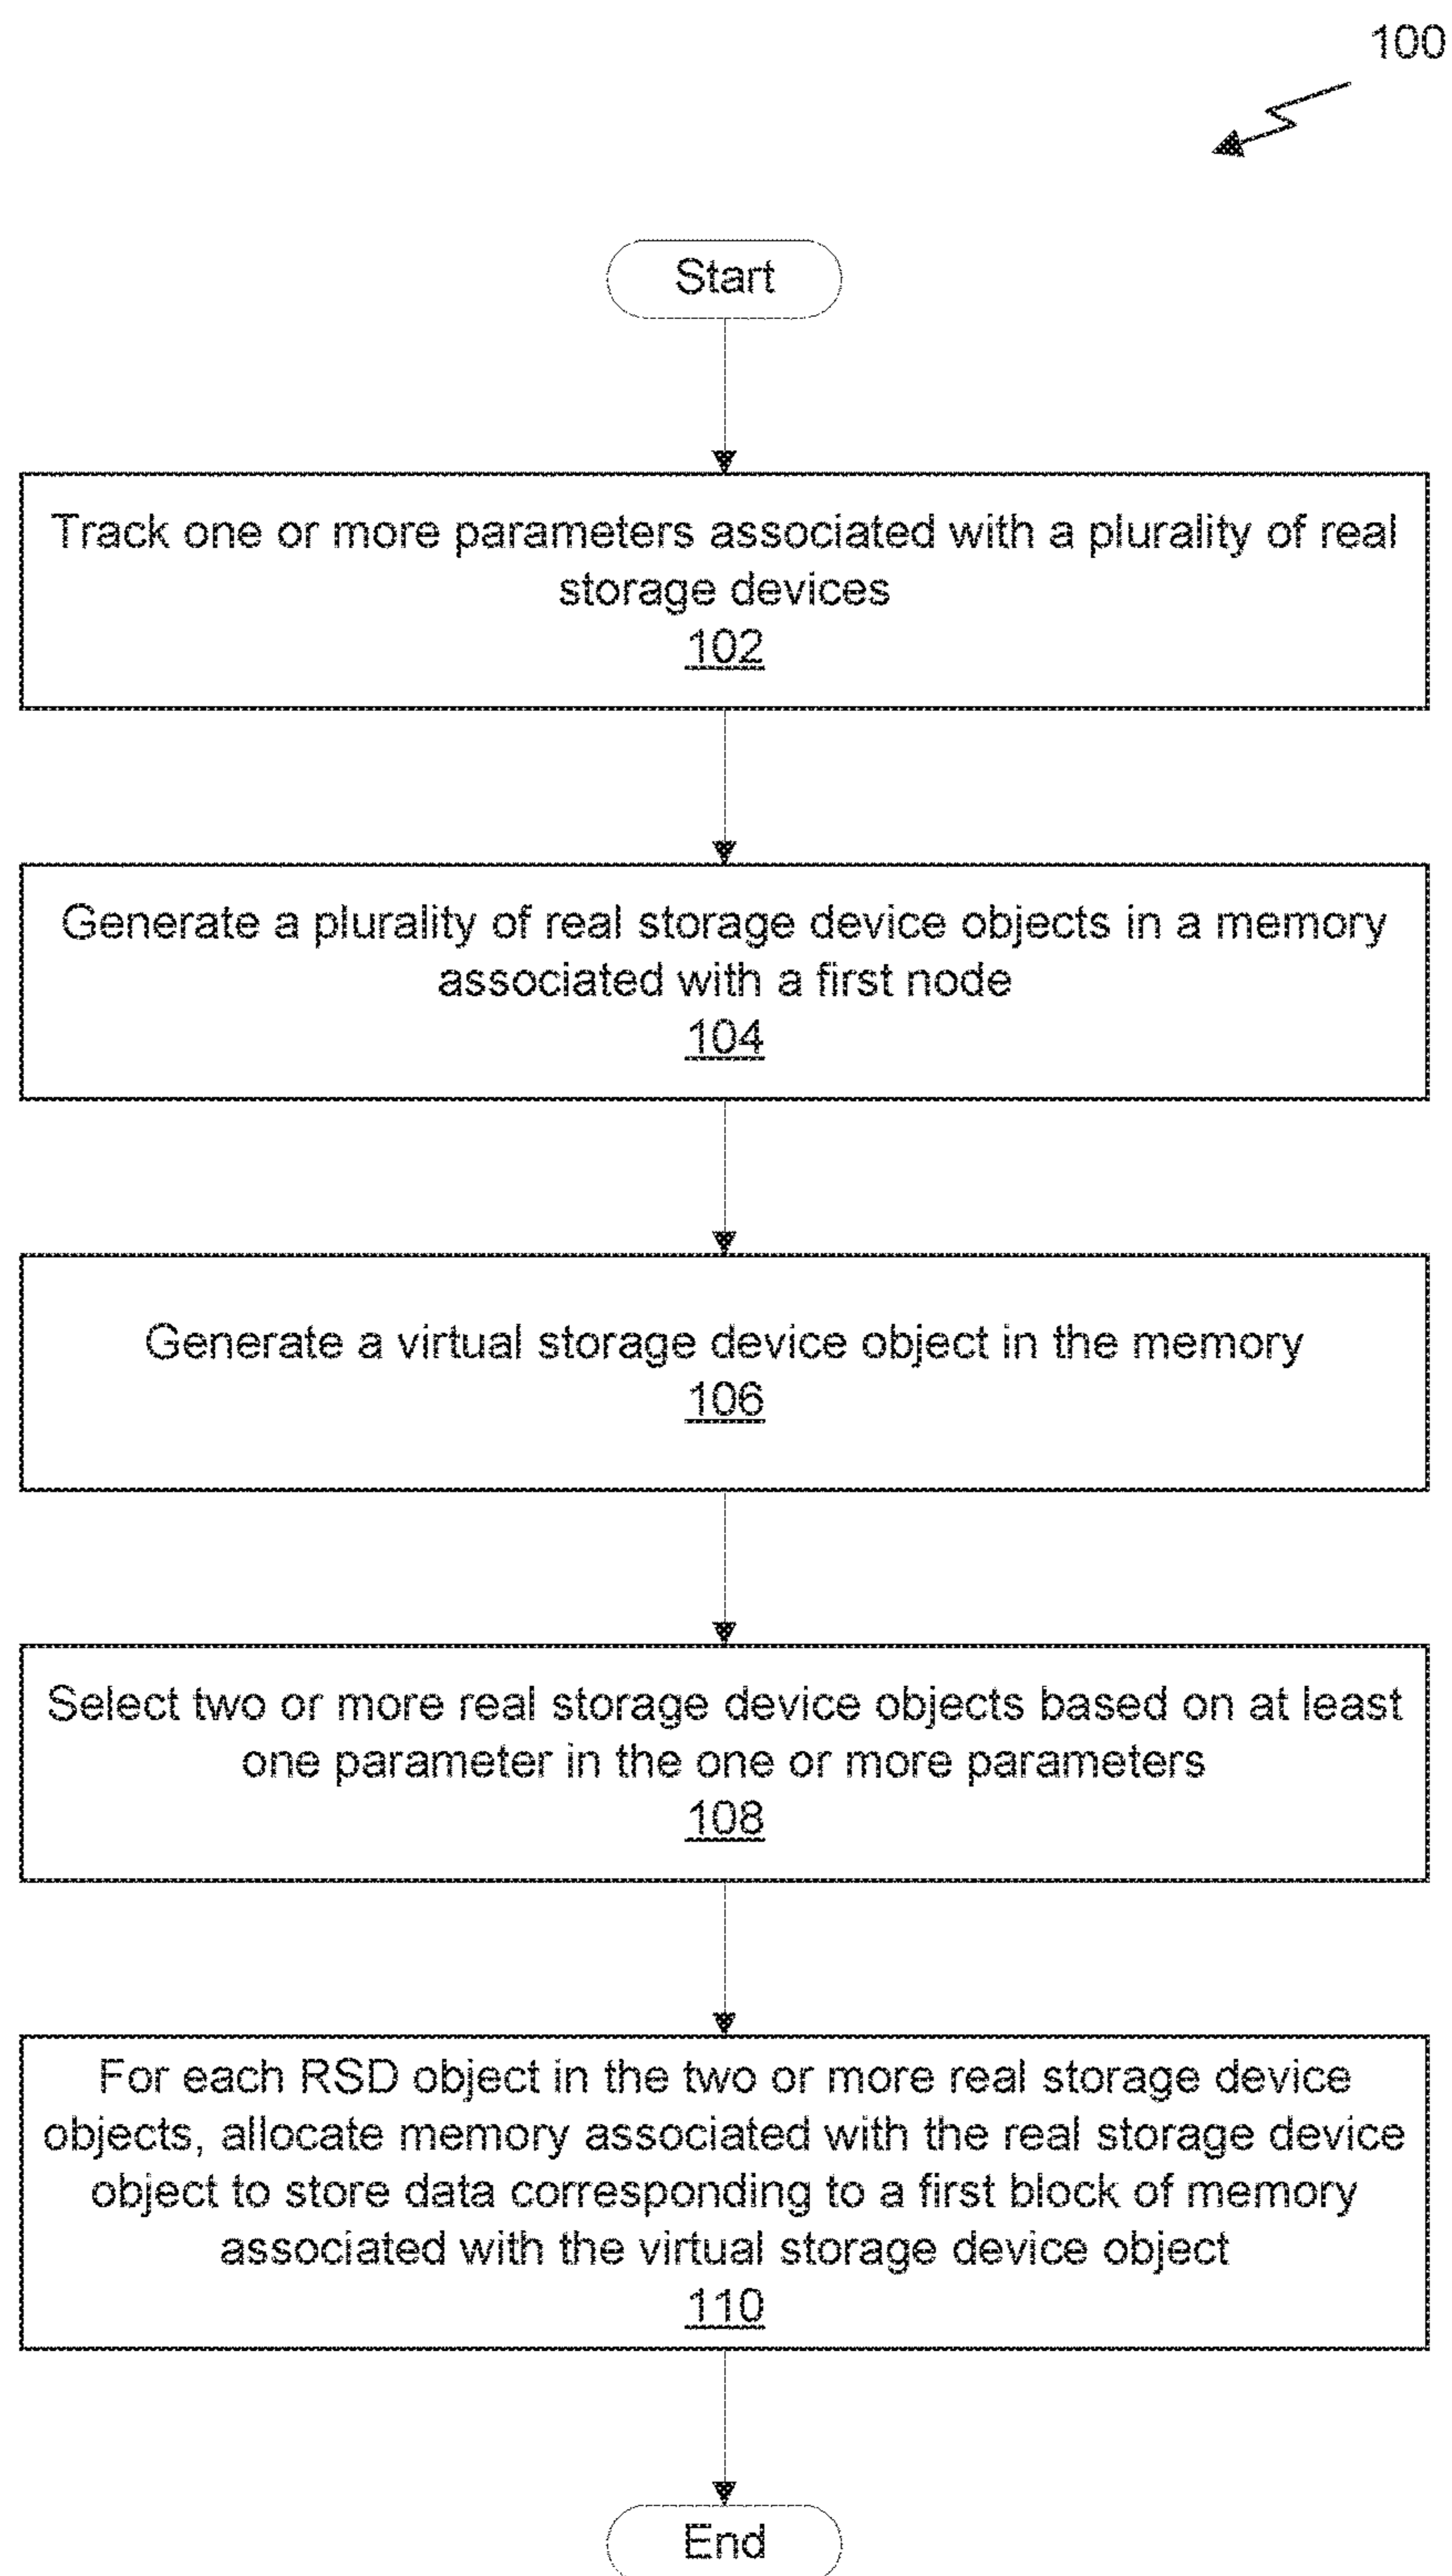 100
Start
Track one or more parameters associated with a plurality of real
storage devices
102
Generate a plurality of real storage device objects in a memory
associated with a first node
104
Generate a virtual storage device object in the memory
106
Select two or more real storage device objects based on at least
one parameter in the one or more parameters
108
For each RSD object in the two or more real storage device
objects, allocate memory associated with the real storage device
object to store data corresponding to a first block of memory
associated with the virtual storage device object
110
End